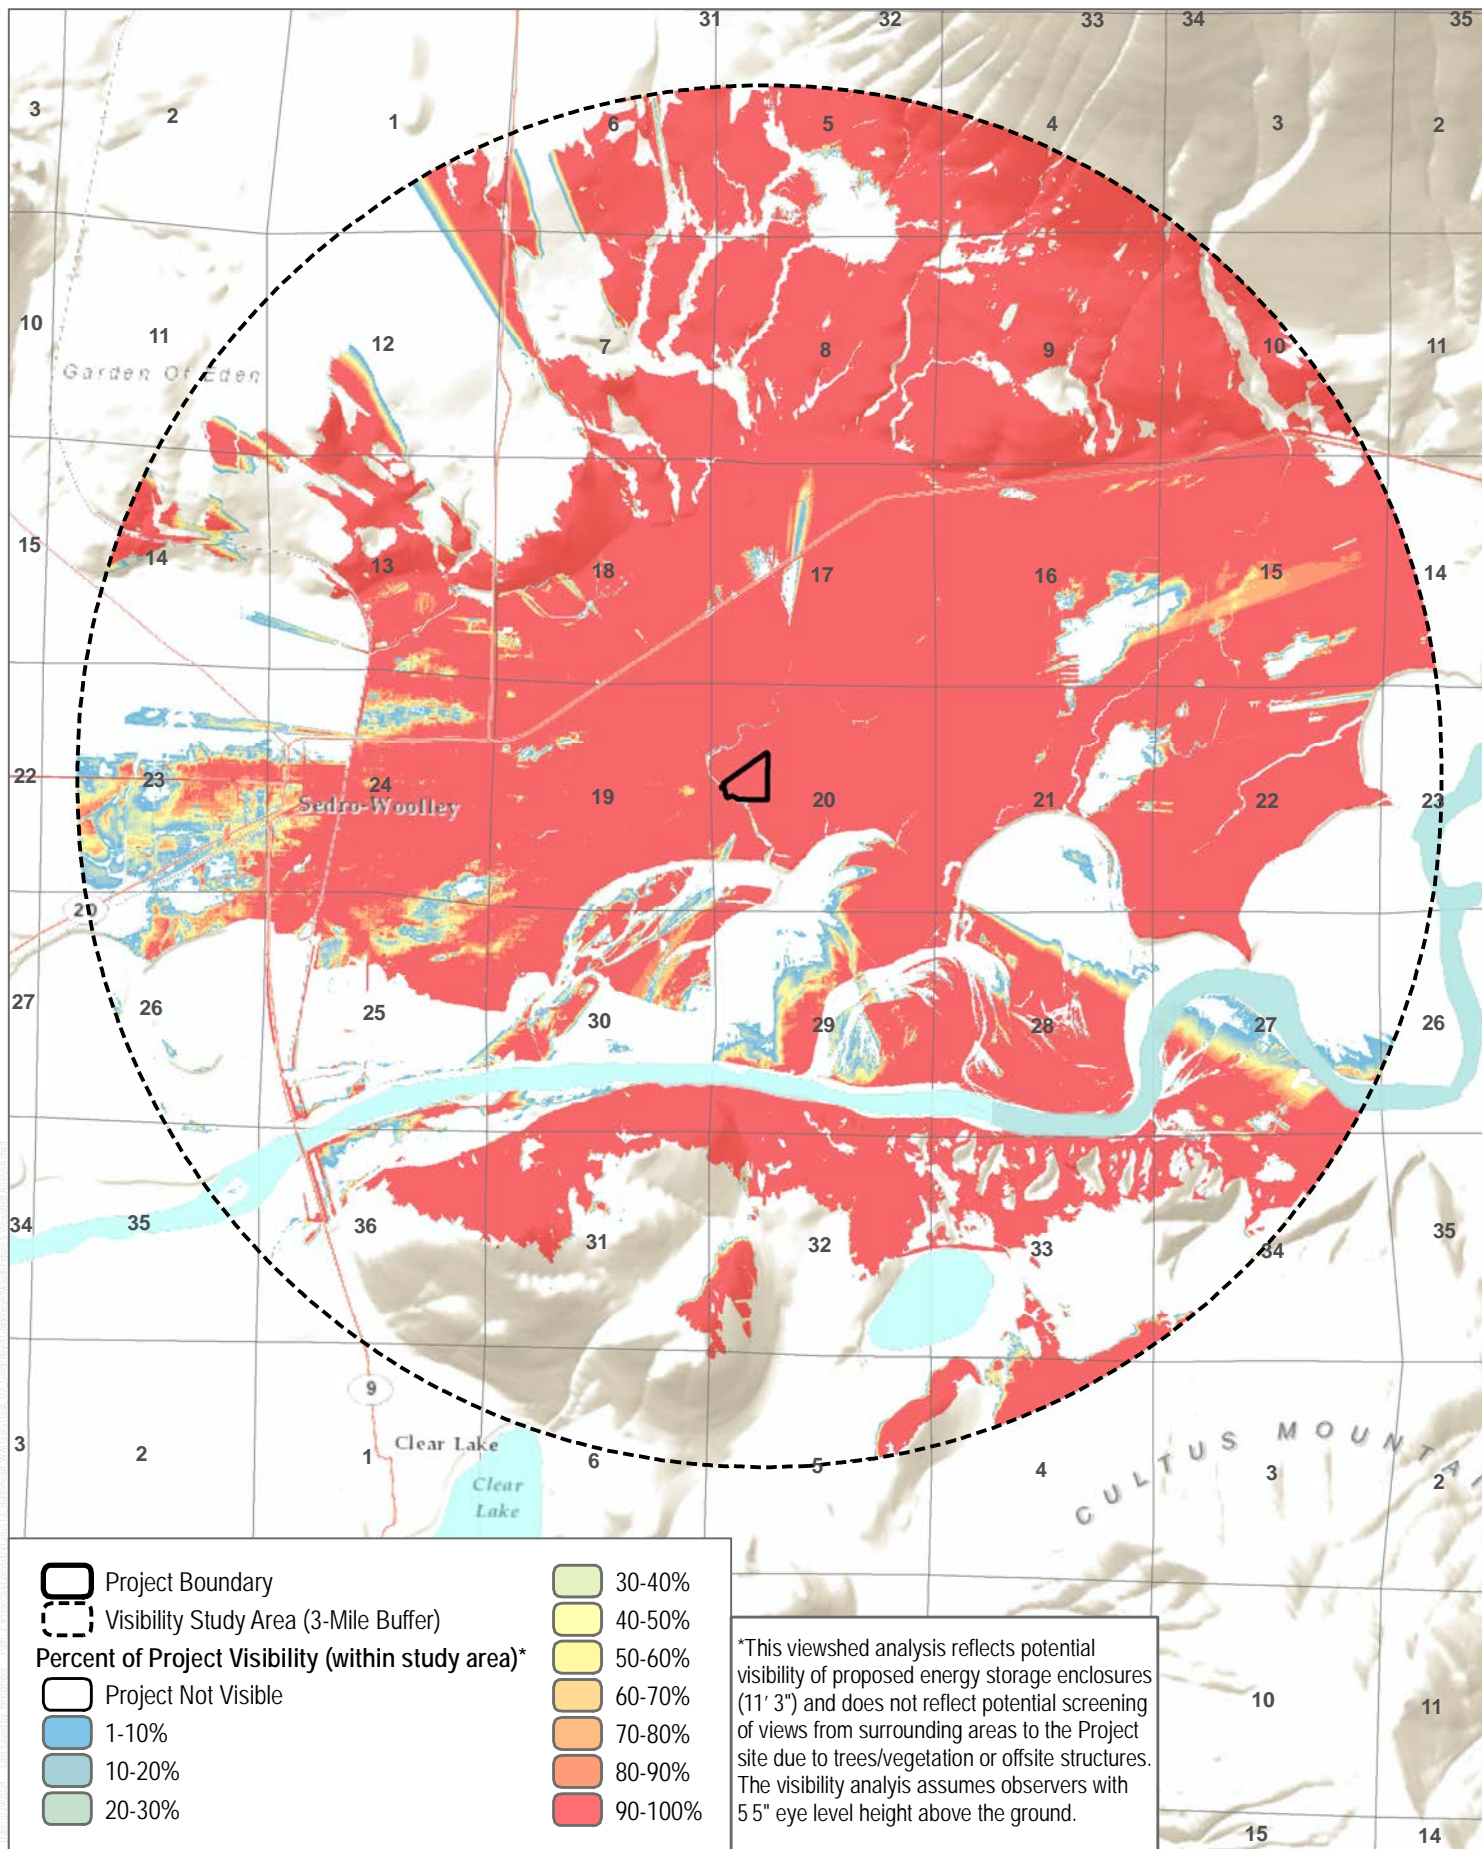 31 32 33 34 35
3 2 1 6 5 4 3 2
10 11 12 7 8 9 10 11
Garden Of Eden
15 14 13 18 17 16 15 14
22 23 24 19 20 21 22 23
Sedro-Woolley
20
27 26 25 30 29 28 27 26
34 35 36 31 32 33 34 35
9
3 2 1 6 5 4 3 2
Clear Lake
CULTUS MOUNTA
Clear
Lake
10 11
15 14
Project Boundary
Visibility Study Area (3-Mile Buffer)
Percent of Project Visibility (within study area)*
Project Not Visible
1-10%
10-20%
20-30%
30-40%
40-50%
50-60%
60-70%
70-80%
80-90%
90-100%
*This viewshed analysis reflects potential
visibility of proposed energy storage enclosures
(11' 3") and does not reflect potential screening
of views from surrounding areas to the Project
site due to trees/vegetation or offsite structures.
The visibility analyis assumes observers with
5 5" eye level height above the ground.